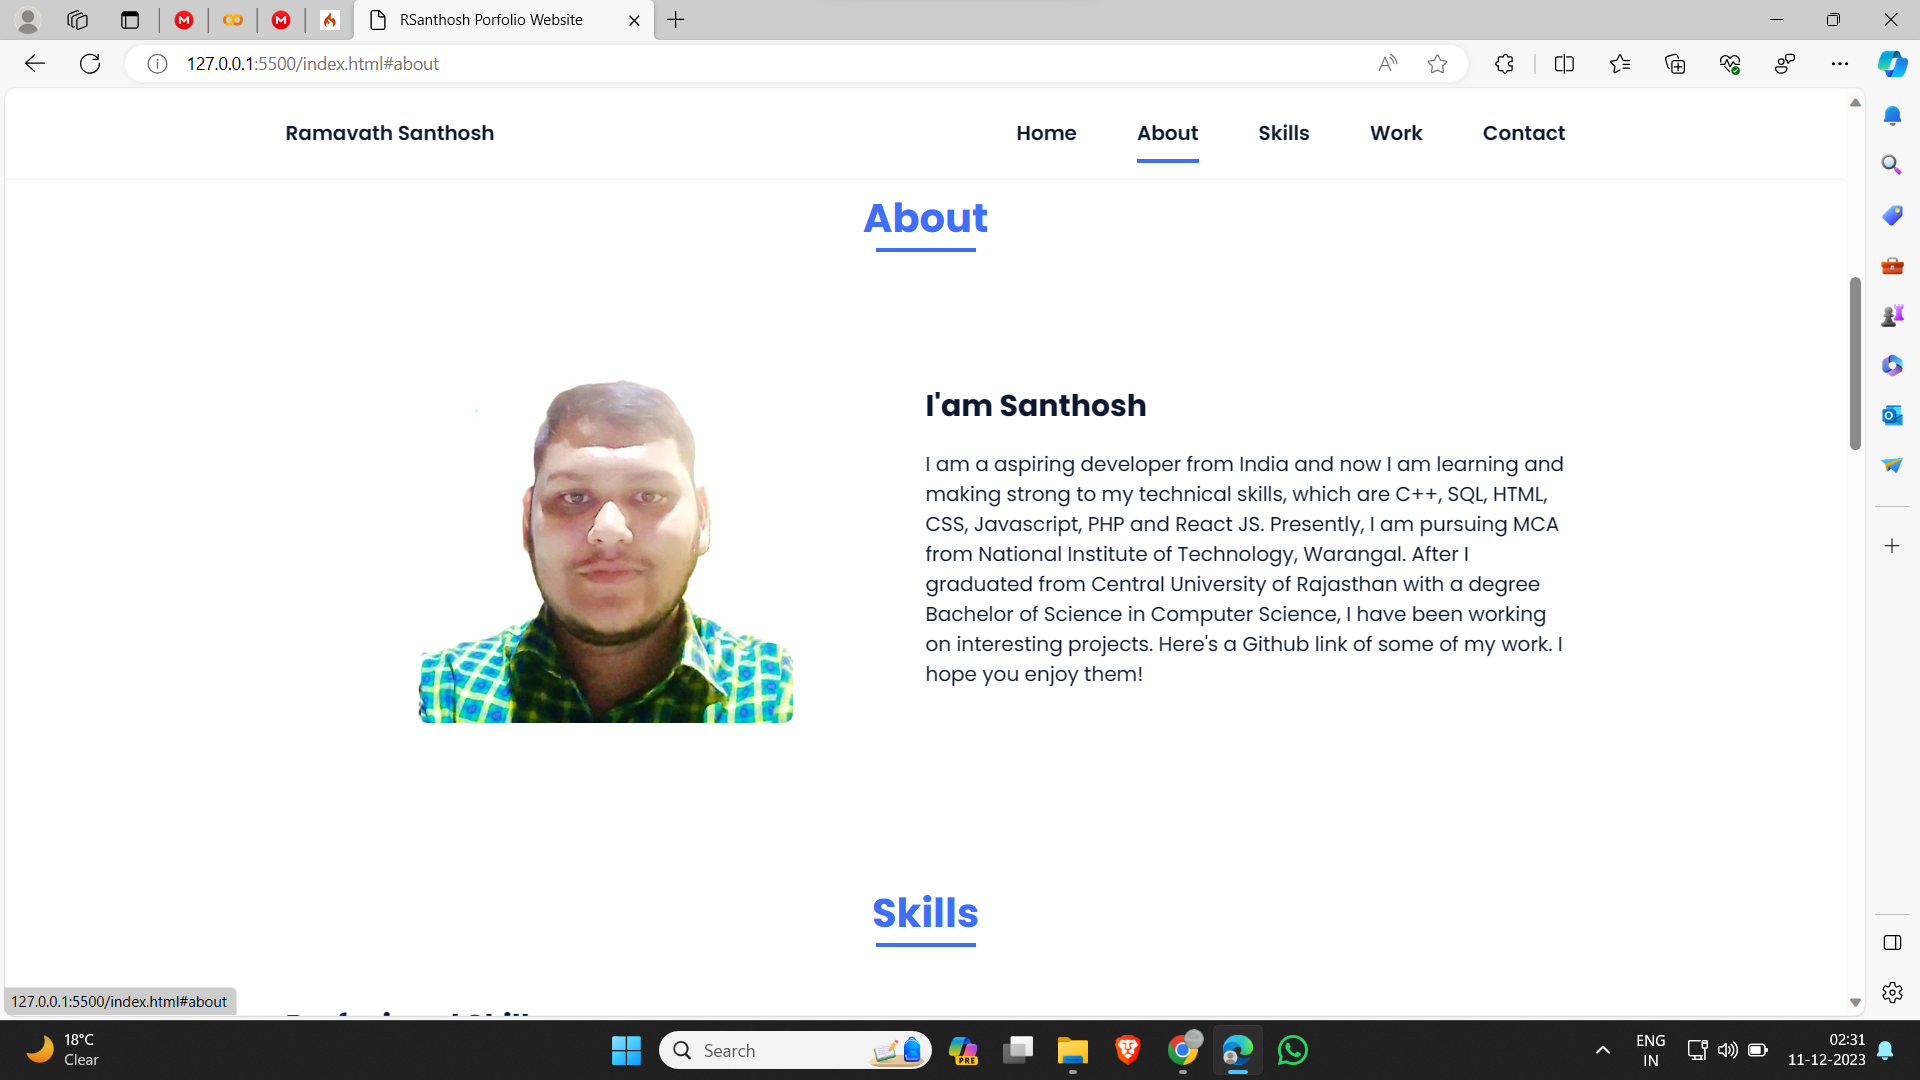 RSanthosh Porfolio Website
127.0.0.1:5500/index.html#about
Ramavath Santhosh
Home
About
Skills
Work
Contact
About
I'am Santhosh
I am a aspiring developer from India and now I am learning and
making strong to my technical skills, which are C++, SQL, HTML,
CSS, Javascript, PHP and React JS. Presently, I am pursuing MCA
from National Institute of Technology, Warangal. After I
graduated from Central University of Rajasthan with a degree
Bachelor of Science in Computer Science, I have been working
on interesting projects. Here's a Github link of some of my work. I
hope you enjoy them!
Skills
127.0.0.1:5500/index.html#about
18°C
Clear
Search
PRE
ENG
IN
02:31
11-12-2023